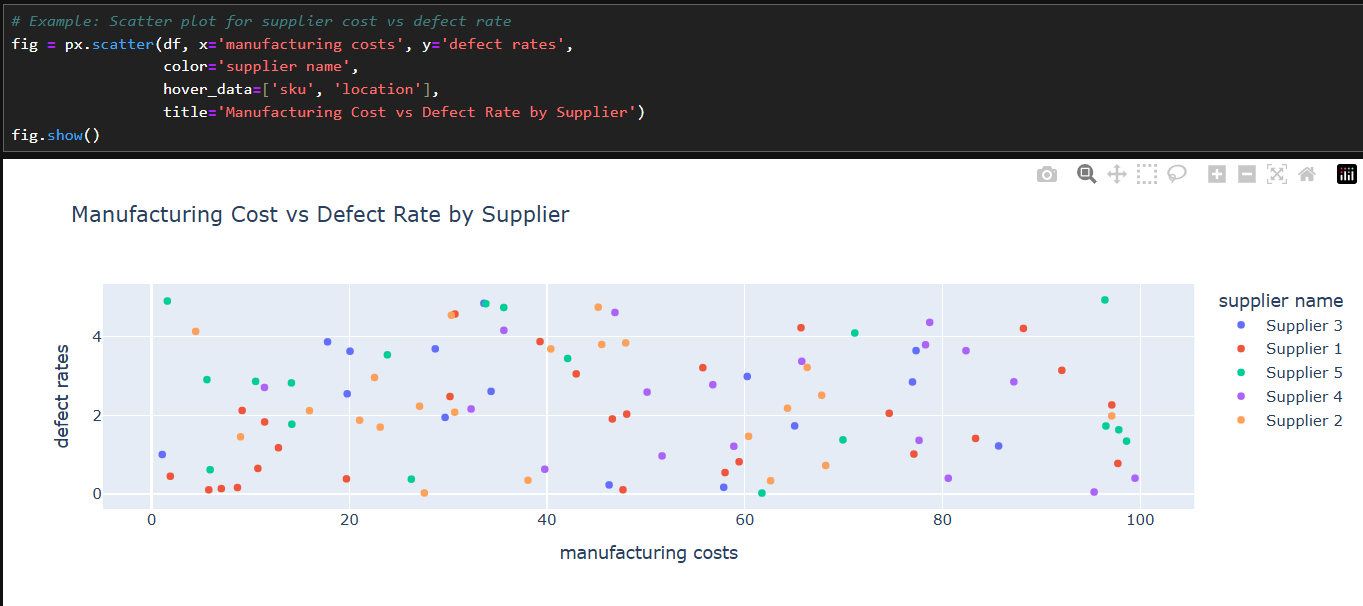 # Example: Scatter plot for supplier cost vs defect rate
fig = px.scatter(df, x='manufacturing costs', y='defect rates',
color='supplier name',
hover_data=['sku', 'location'],
title='Manufacturing Cost vs Defect Rate by Supplier')
fig.show()
Manufacturing Cost vs Defect Rate by Supplier
defect rates
4
2
0
0 20 40 60 80 100
manufacturing costs
supplier name
Supplier 3
Supplier 1
Supplier 5
Supplier 4
Supplier 2